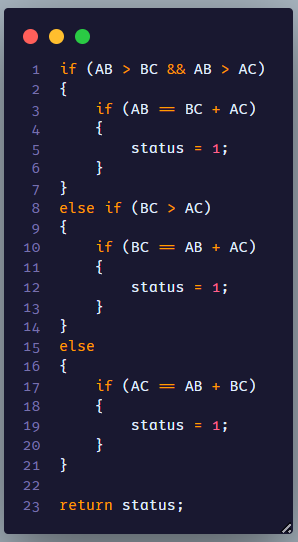 1 if (AB > BC && AB > AC)
2 {
3     if (AB == BC + AC)
4     {
5         status = 1;
6     }
7 }
8 else if (BC > AC)
9 {
10     if (BC == AB + AC)
11     {
12         status = 1;
13     }
14 }
15 else
16 {
17     if (AC == AB + BC)
18     {
19         status = 1;
20     }
21 }
22
23 return status;